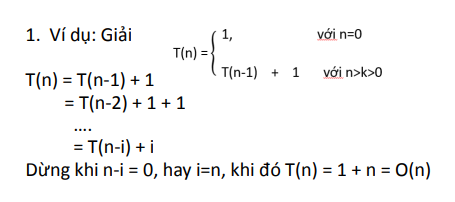 1. Ví dụ: Giải
T(n) = { 1, với n=0
T(n-1) + 1 với n>k>0
T(n) = T(n-1) + 1
= T(n-2) + 1 + 1
....
= T(n-i) + i
Dừng khi n-i = 0, hay i=n, khi đó T(n) = 1 + n = O(n)